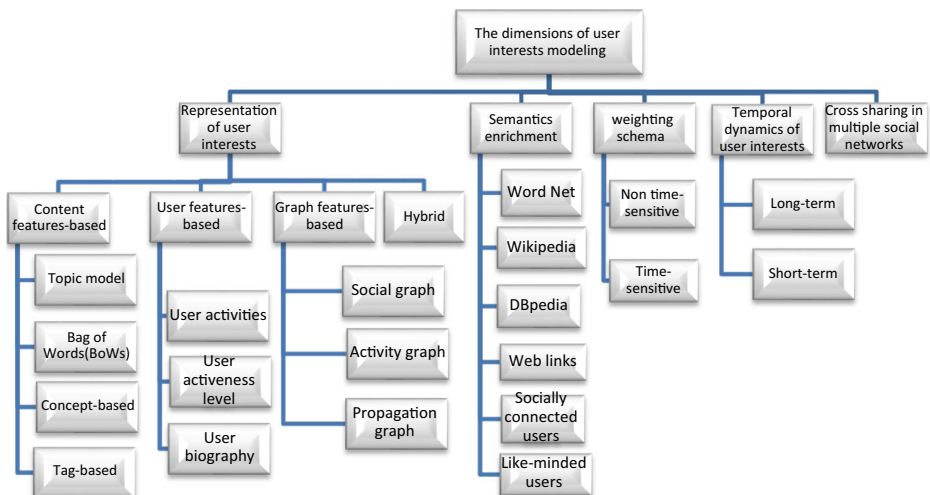 The dimensions of user
interests modeling
Representation
of user
interests
Semantics
enrichment
weighting
schema
Temporal
dynamics of
user interests
Cross sharing in
multiple social
networks
Content
features-based
User features-
based
Graph features-
based
Hybrid
Topic model
Bag of
Words(BoWs)
Concept-based
Tag-based
User activities
User
activeness
level
User
biography
Social graph
Activity graph
Propagation
graph
Word Net
Wikipedia
DBpedia
Web links
Socially
connected
users
Like-minded
users
Non time-
sensitive
Time-
sensitive
Long-term
Short-term